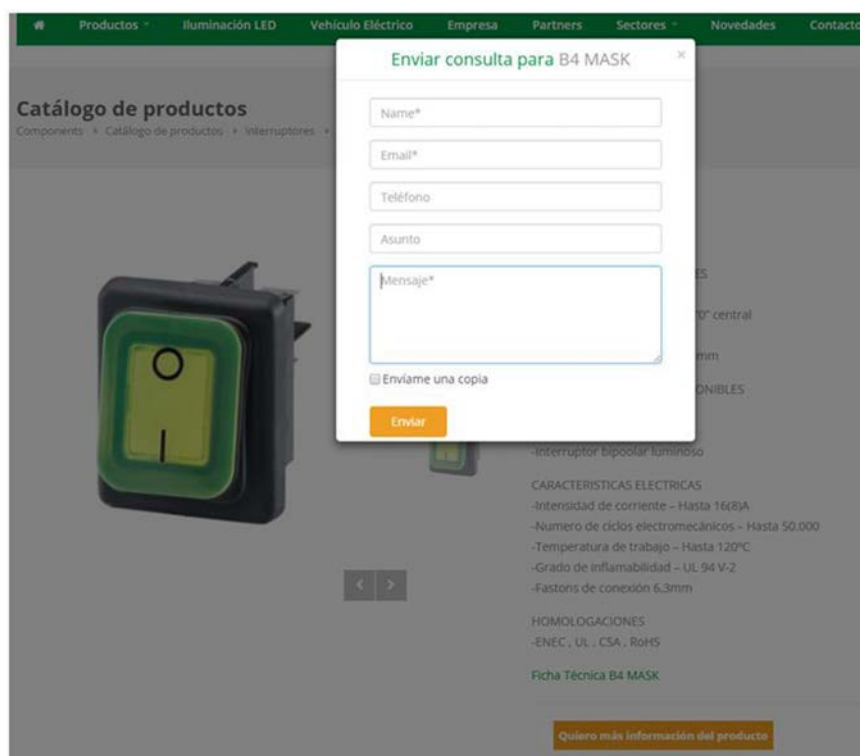 Productos
Iluminación LED
Vehículo Eléctrico
Empresa
Partners
Sectores
Novedades
Contacto
Enviar consulta para B4 MASK
×
Catálogo de productos
Components
Catálogo de productos
Interruptores
Name*
Email*
Teléfono
Asunto
Mensaje*
Envíame una copia
Enviar
ES
"0" central
mm
ONIBLES
-Interruptor bipoolar luminoso
CARACTERISTICAS ELECTRICAS
-Intensidad de corriente – Hasta 16(8)A
-Numero de ciclos electromecánicos – Hasta 50.000
-Temperatura de trabajo – Hasta 120ºC
-Grado de inflamabilidad – UL 94 V-2
-Fastons de conexión 6,3mm
HOMOLOGACIONES
-ENEC , UL , CSA , RoHS
Ficha Técnica B4 MASK
Quiero más información del producto